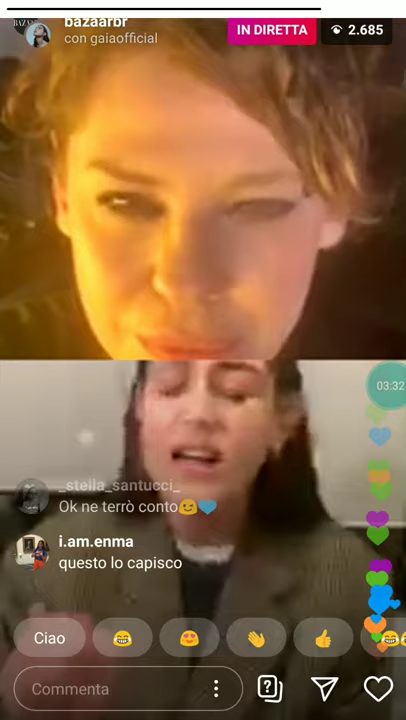 bazaarbr
con gaiaofficial
IN DIRETTA
2.685
03:32
_stella_santucci_
Ok ne terrò conto😉💙
i.am.enma
questo lo capisco
Ciao
Commenta